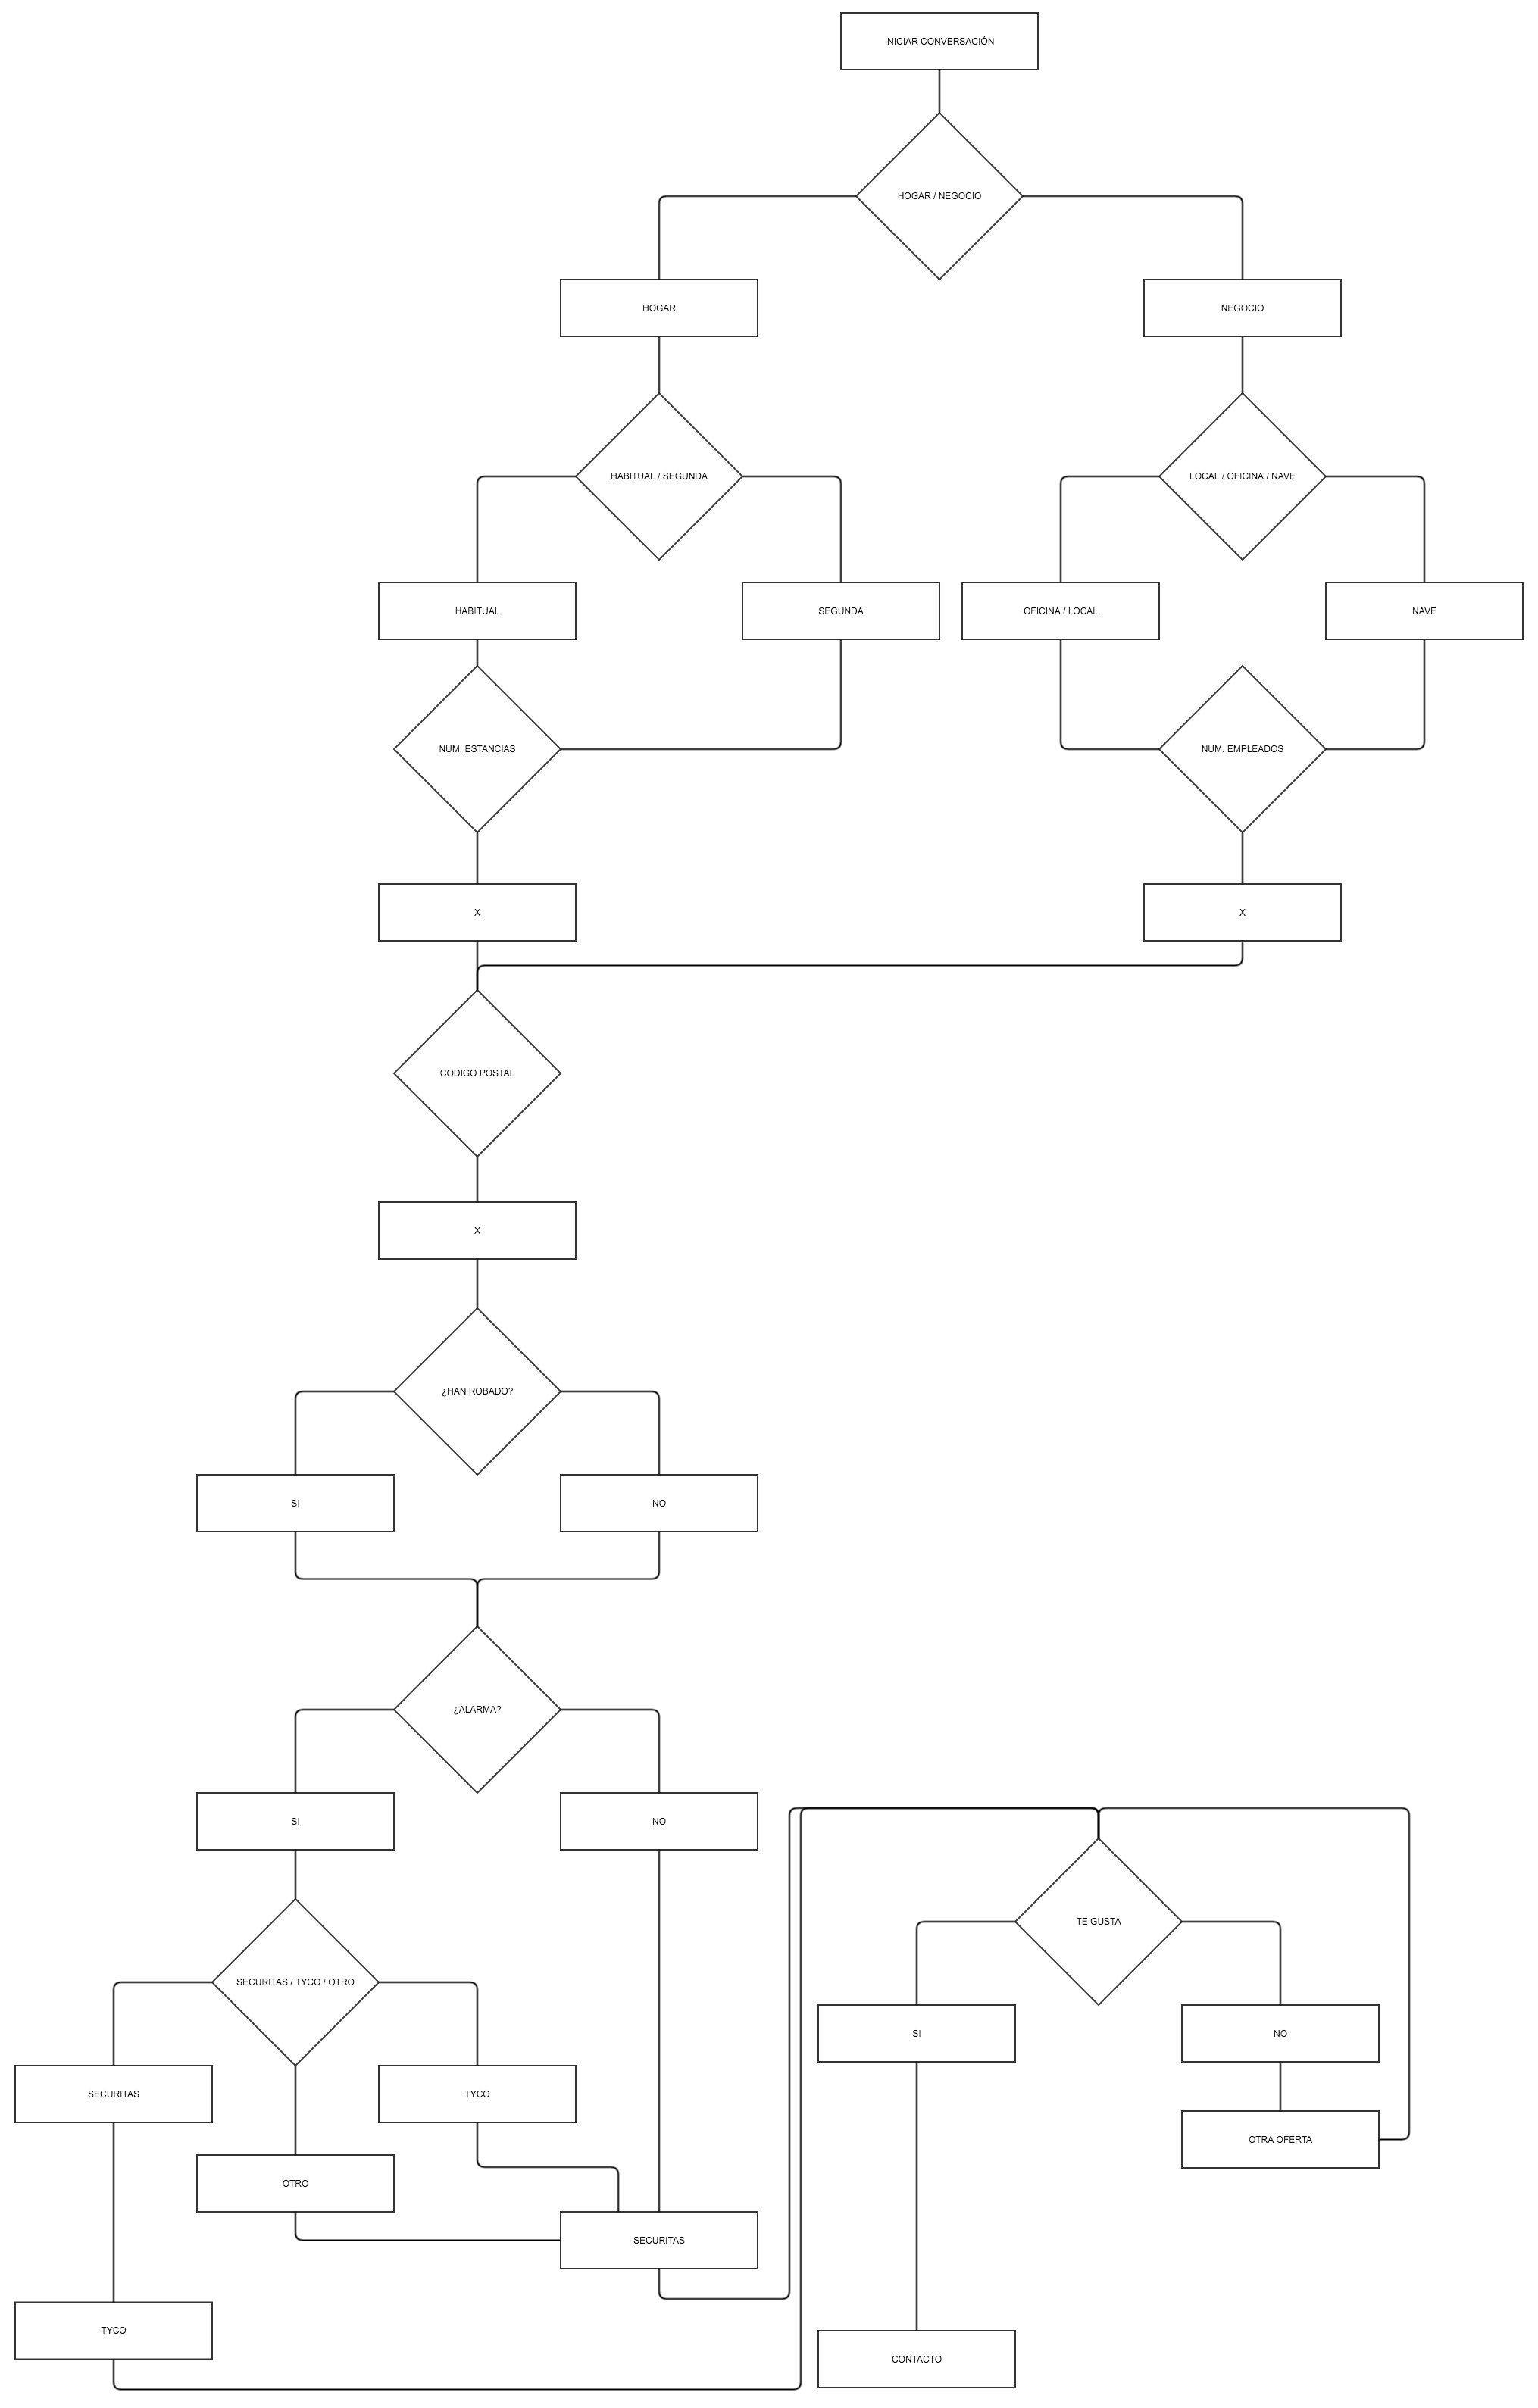 INICIAR CONVERSACIÓN
HOGAR / NEGOCIO
HOGAR
NEGOCIO
HABITUAL / SEGUNDA
LOCAL / OFICINA / NAVE
HABITUAL
SEGUNDA
OFICINA / LOCAL
NAVE
NUM. ESTANCIAS
NUM. EMPLEADOS
X
X
CODIGO POSTAL
X
¿HAN ROBADO?
SI
NO
¿ALARMA?
SI
NO
TE GUSTA
SECURITAS / TYCO / OTRO
SI
NO
SECURITAS
TYCO
OTRA OFERTA
OTRO
SECURITAS
TYCO
CONTACTO